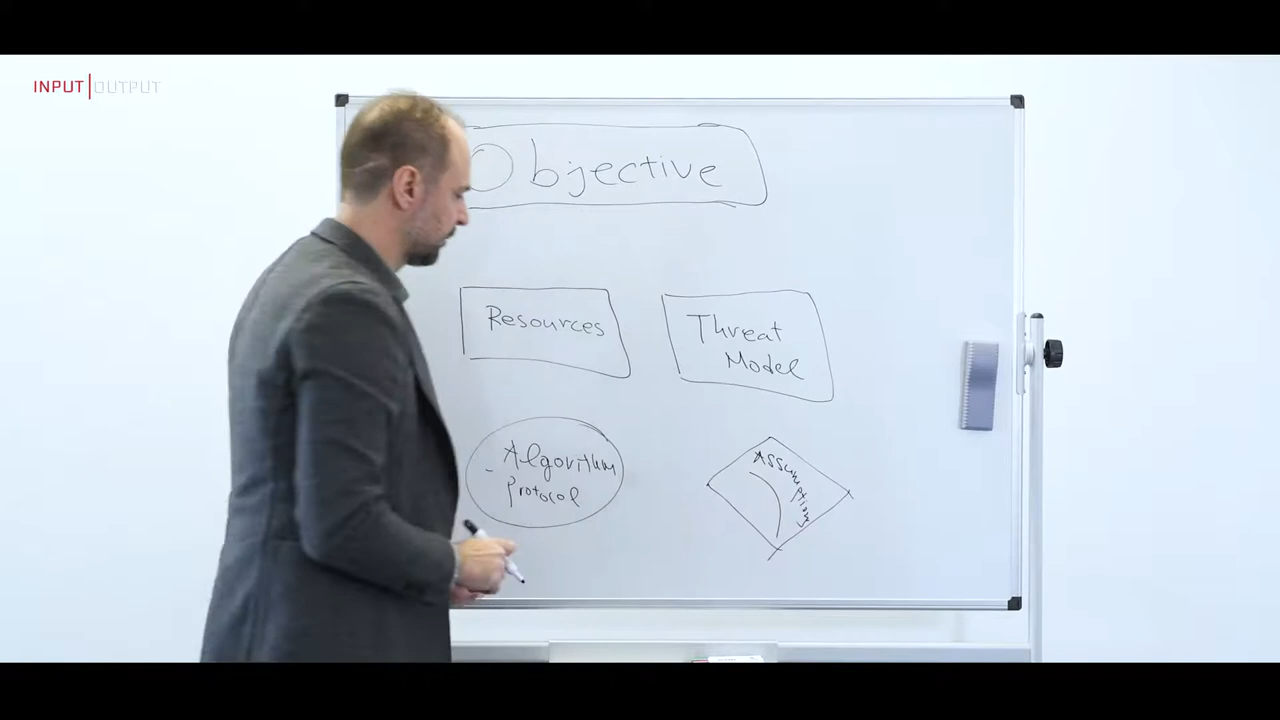 INPUT|OUTPUT
Objective
Resources
Threat
Model
- Algorithm
Protocol
Assumptions